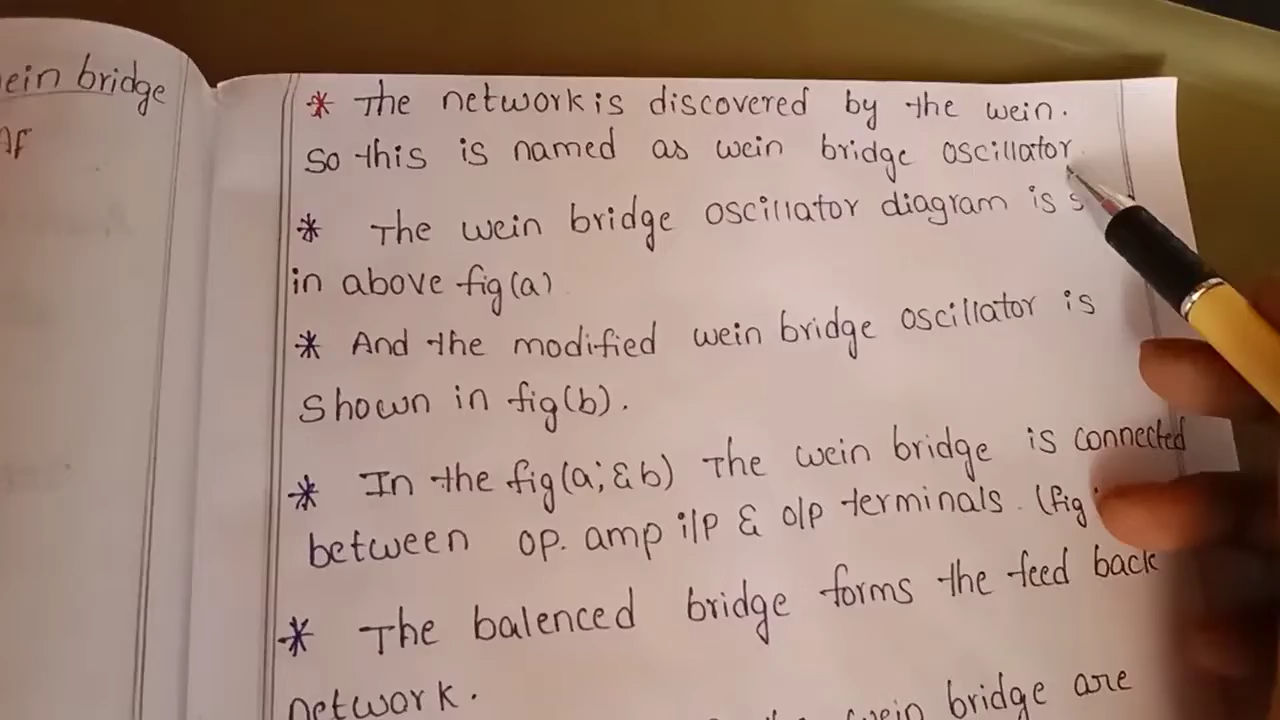 ein bridge
AF
* The network is discovered by the wein.
So this is named as wein bridge oscillator
* The wein bridge oscillator diagram is s
in above fig(a)
* And the modified wein bridge oscillator is
shown in fig(b).
* In the fig(a; & b) The wein bridge is connected
between op. amp i/p & o/p terminals. (fig
* The balenced bridge forms the feed back
network.
wein bridge are